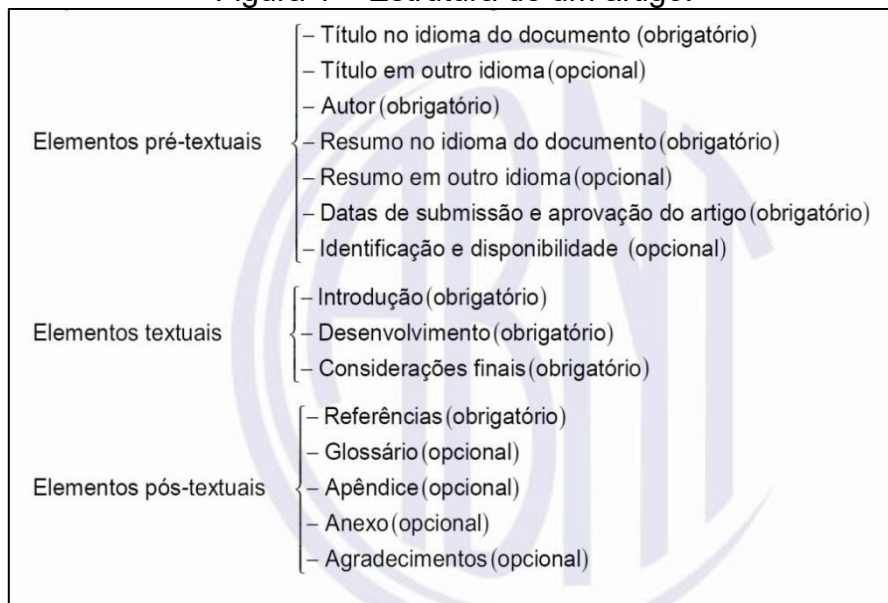 Elementos pré-textuais
– Título no idioma do documento (obrigatório)
– Título em outro idioma (opcional)
– Autor (obrigatório)
– Resumo no idioma do documento (obrigatório)
– Resumo em outro idioma (opcional)
– Datas de submissão e aprovação do artigo (obrigatório)
– Identificação e disponibilidade (opcional)
Elementos textuais
– Introdução (obrigatório)
– Desenvolvimento (obrigatório)
– Considerações finais (obrigatório)
Elementos pós-textuais
– Referências (obrigatório)
– Glossário (opcional)
– Apêndice (opcional)
– Anexo (opcional)
– Agradecimentos (opcional)
ABNT